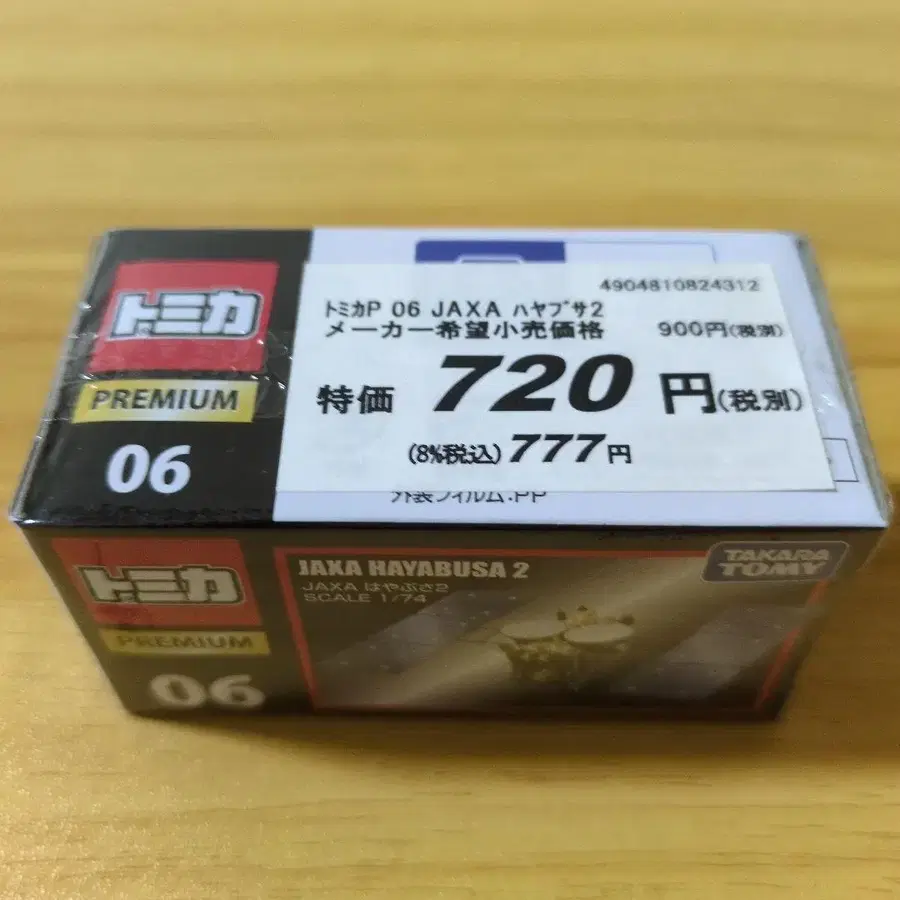 トミカ
PREMIUM
06
4904810824312
トミカP 06 JAXA ハヤブサ2
メーカー希望小売価格 900円(税別)
特価 720 円(税別)
(8%税込) 777円
外装フィルム:PP
トミカ
PREMIUM
06
JAXA HAYABUSA 2
JAXA はやぶさ2
SCALE 1/74
TAKARA
TOMY